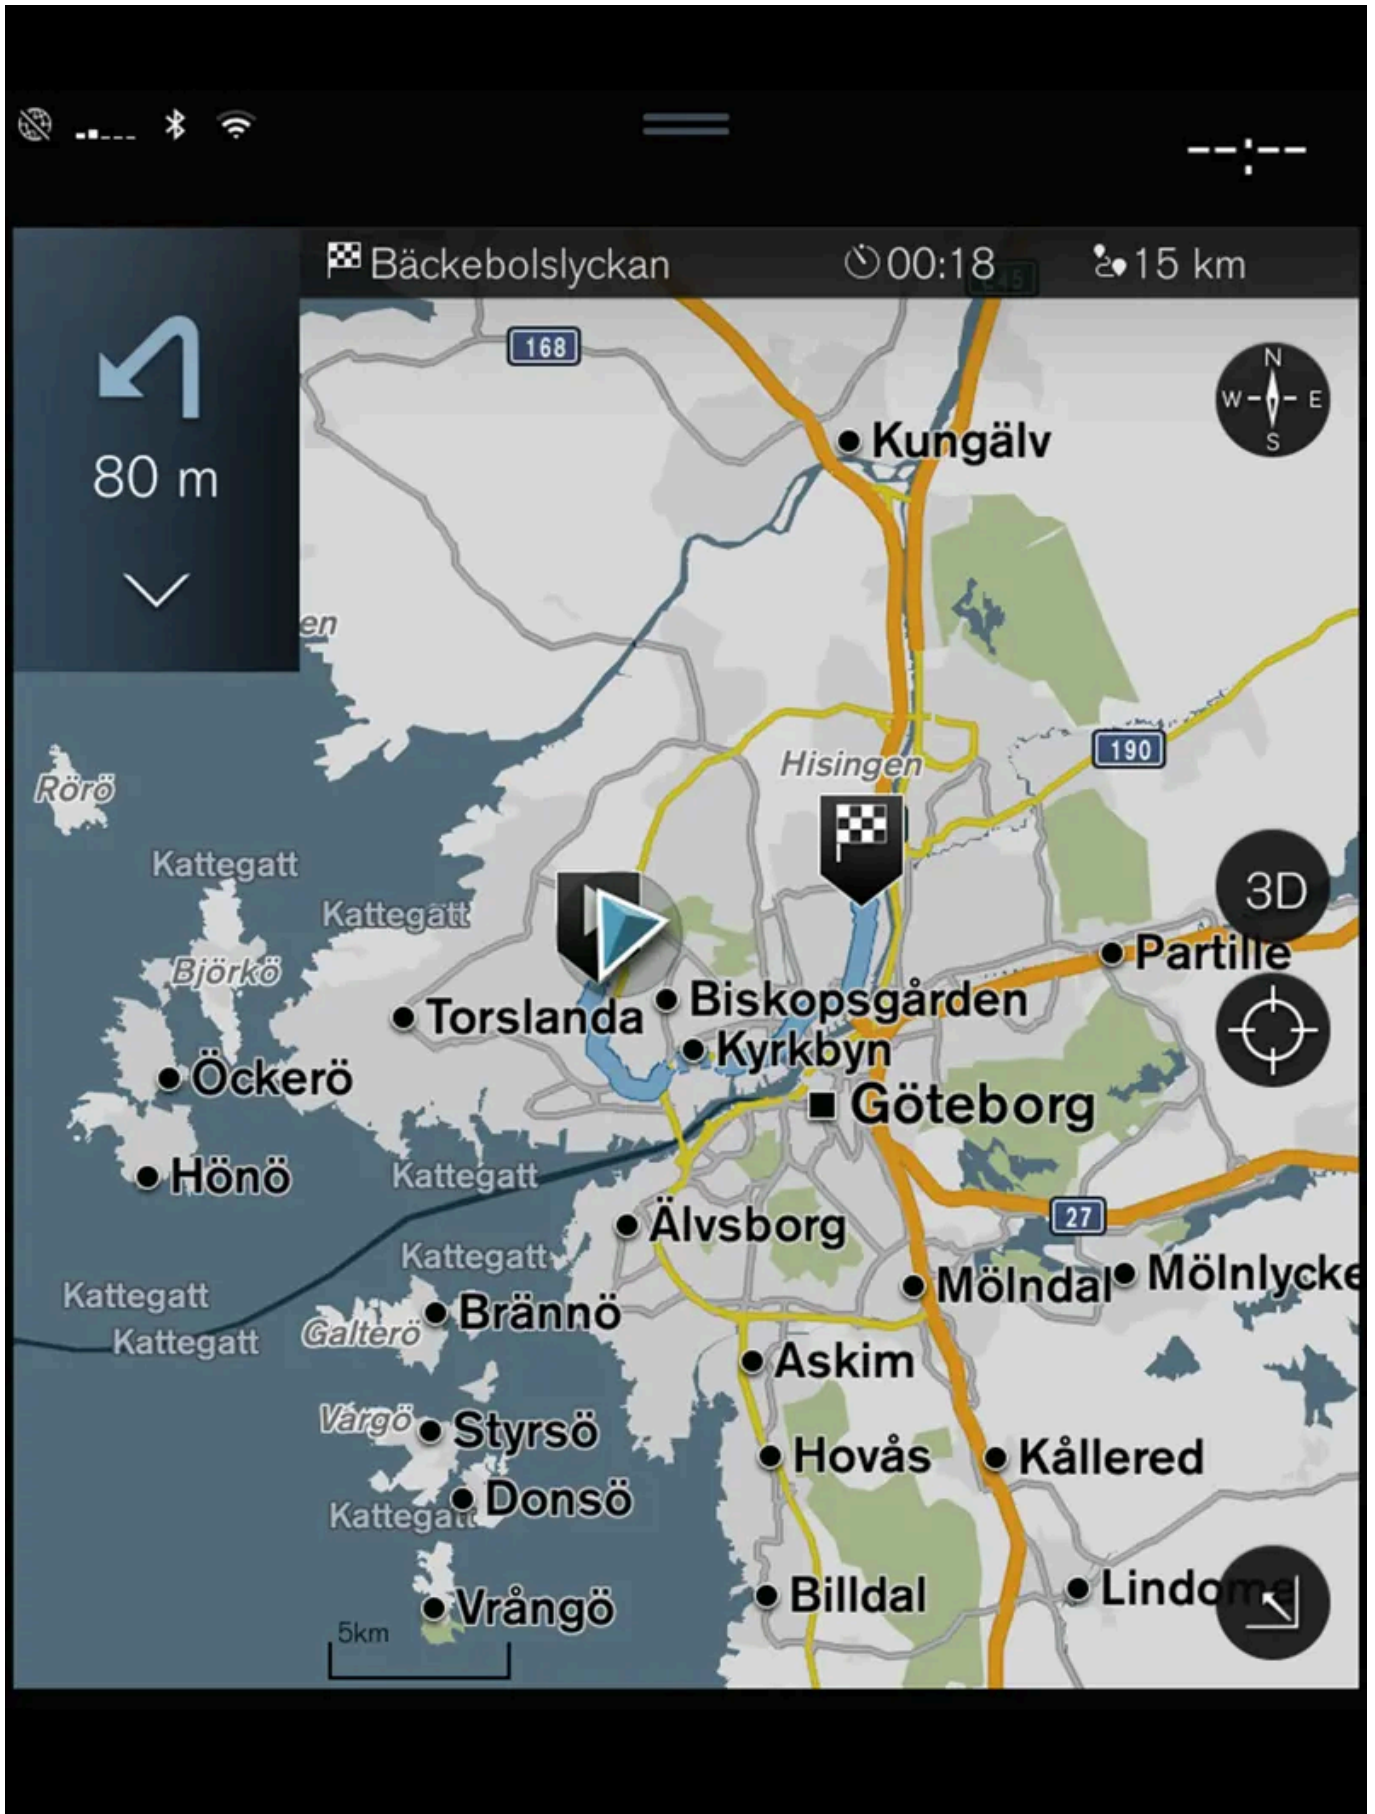 --:--
Bäckebolslyckan 00:18 15 km
E45
80 m
168
N
W E
S
Kungälv
en
190
Hisingen
Rörö
Kattegatt
3D
Kattegatt
Partille
Björkö
Biskopsgården
Torslanda
Kyrkbyn
Öckerö
Göteborg
Kattegatt
Hönö
27
Älvsborg
Kattegatt
Mölndal
Mölnlycke
Kattegatt
Brännö
Galterö
Kattegatt
Askim
Vargö
Styrsö
Hovås
Kållered
Donsö
Kattegatt
Billdal
Lindome
Vrångö
5km